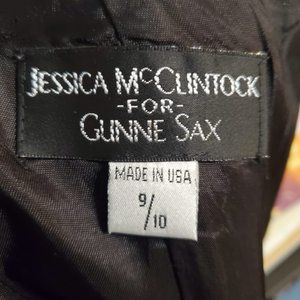 JESSICA McCLINTOCK
-FOR-
GUNNE SAX
MADE IN USA
9/10